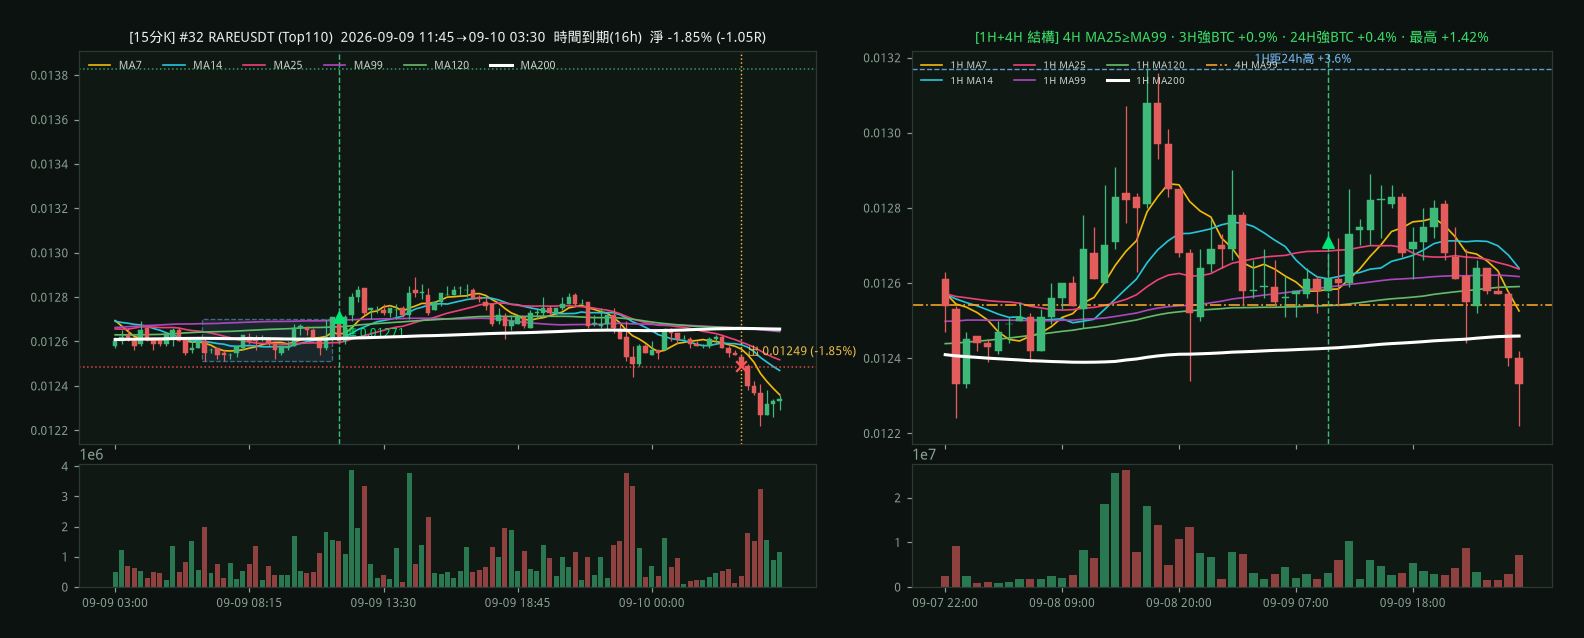 [15分K] #32 RAREUSDT (Top110)  2026-09-09 11:45→09-10 03:30  時間到期(16h)  淨 -1.85% (-1.05R)
MA7
MA14
MA25
MA99
MA120
MA200
0.0138
0.0136
0.0134
0.0132
0.0130
0.0128
0.0126
0.0124
0.0122
0.01271
出 0.01249 (-1.85%)
1e6
4
3
2
1
0
09-09 03:00
09-09 08:15
09-09 13:30
09-09 18:45
09-10 00:00
[1H+4H 結構] 4H MA25≥MA99 · 3H強BTC +0.9% · 24H強BTC +0.4% · 最高 +1.42%
1H距24h高 +3.6%
1H MA7
1H MA25
1H MA120
4H MA99
1H MA14
1H MA99
1H MA200
0.0132
0.0130
0.0128
0.0126
0.0124
0.0122
1e7
2
1
0
09-07 22:00
09-08 09:00
09-08 20:00
09-09 07:00
09-09 18:00